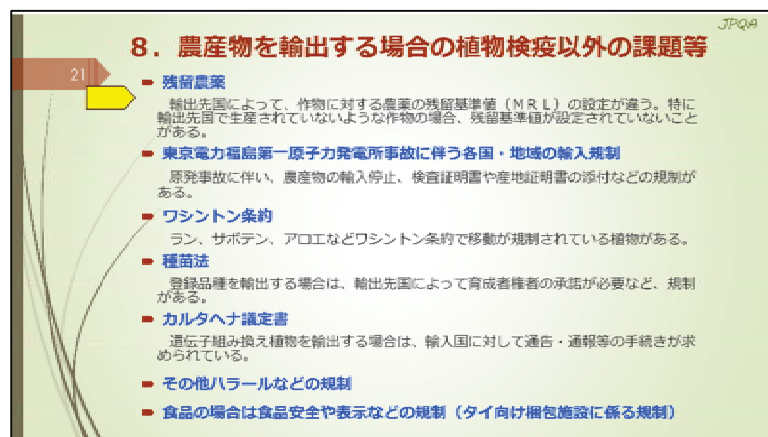 JPQA
８．農産物を輸出する場合の植物検疫以外の課題等
21
残留農薬
輸出先国によって、作物に対する農薬の残留基準値（ＭＲＬ）の設定が違う。特に
輸出先国で生産されていないような作物の場合、残留基準値が設定されていないこと
がある。
東京電力福島第一原子力発電所事故に伴う各国・地域の輸入規制
原発事故に伴い、農産物の輸入停止、検査証明書や産地証明書の添付などの規制が
ある。
ワシントン条約
ラン、サボテン、アロエなどワシントン条約で移動が規制されている植物がある。
種苗法
登録品種を輸出する場合は、輸出先国によって育成者権者の承諾が必要など、規制
がある。
カルタヘナ議定書
遺伝子組み換え植物を輸出する場合は、輸入国に対して通告・通報等の手続きが求
められている。
その他ハラールなどの規制
食品の場合は食品安全や表示などの規制（タイ向け梱包施設に係る規制）